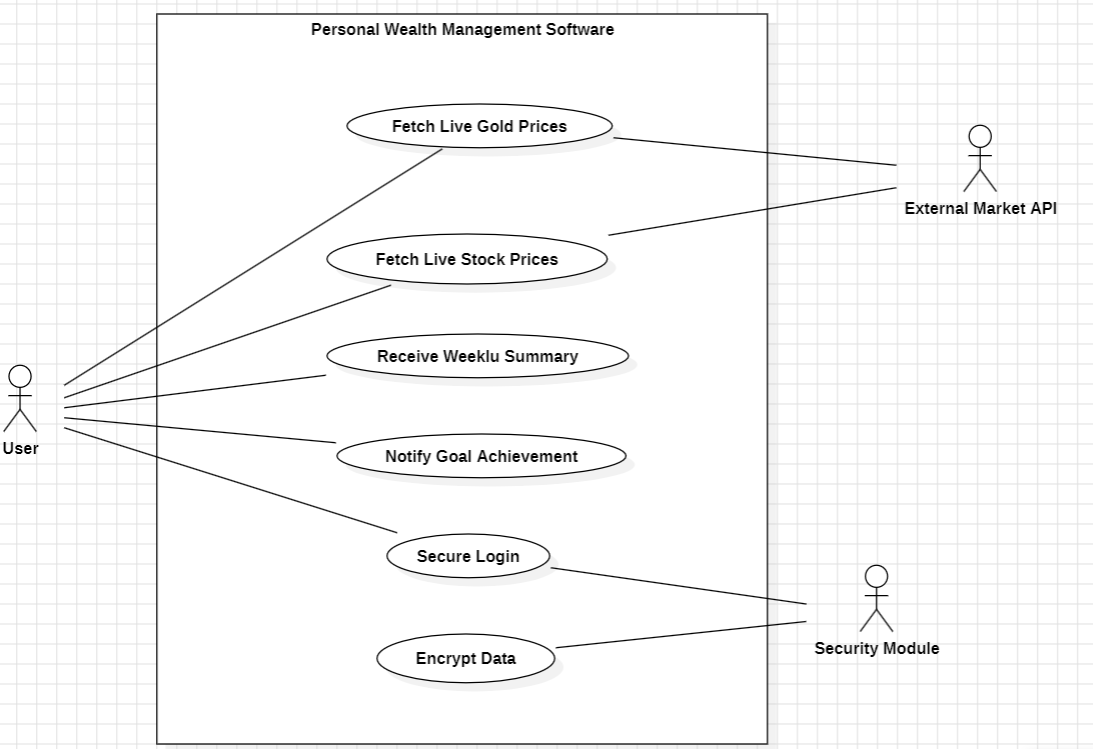 Personal Wealth Management Software
Fetch Live Gold Prices
External Market API
Fetch Live Stock Prices
Receive Weeklu Summary
User
Notify Goal Achievement
Secure Login
Security Module
Encrypt Data